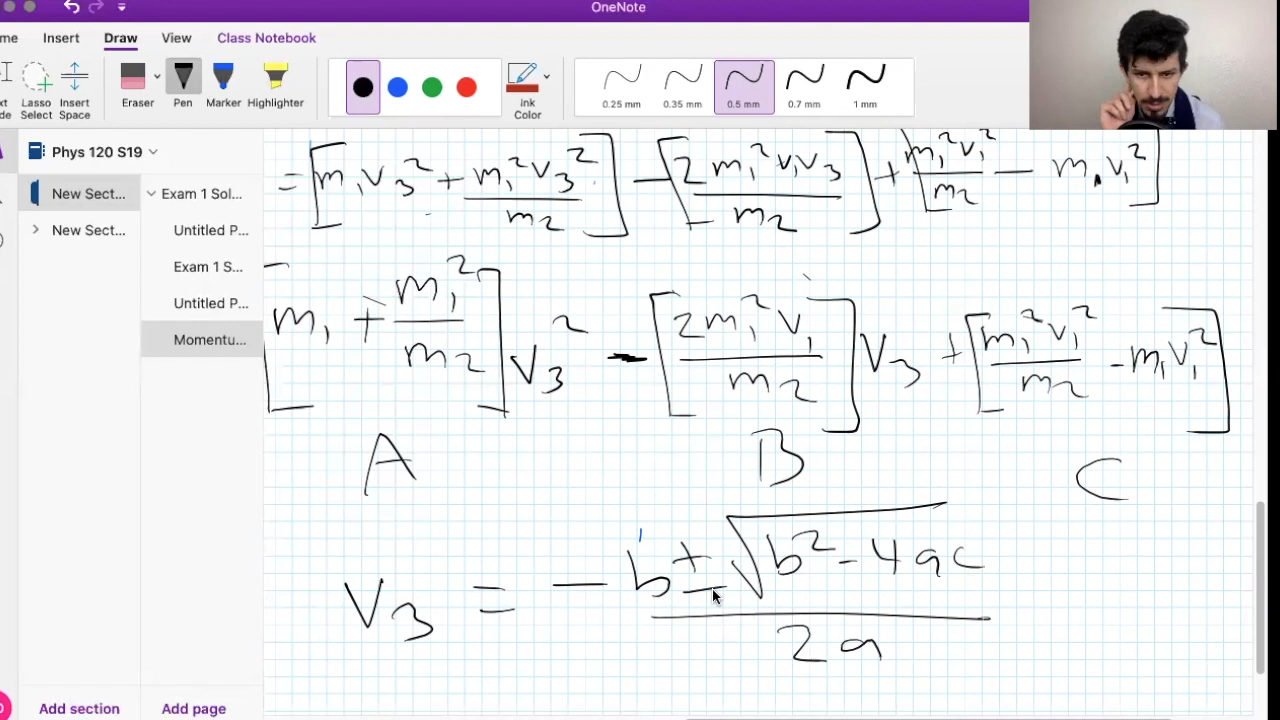 OneNote
me Insert Draw View Class Notebook
xt de Lasso Select Insert Space Eraser Pen Marker Highlighter Ink Color 0.25 mm 0.35 mm 0.5 mm 0.7 mm 1 mm
Phys 120 S19
New Sect...
New Sect...
Exam 1 Sol...
Untitled P...
Exam 1 S...
Untitled P...
Momentu...
= [m₁v₃² + m₁²v₃²/m₂] - [2m₁²v₁v₃/m₂] + [m₁²v₁²/m₂ - m₁v₁²]
[m₁ + m₁²/m₂] v₃² - [2m₁²v₁/m₂] v₃ + [m₁²v₁²/m₂ - m₁v₁²]
A B C
v₃ = - b ± √(b² - 4ac) / 2a
Add section Add page